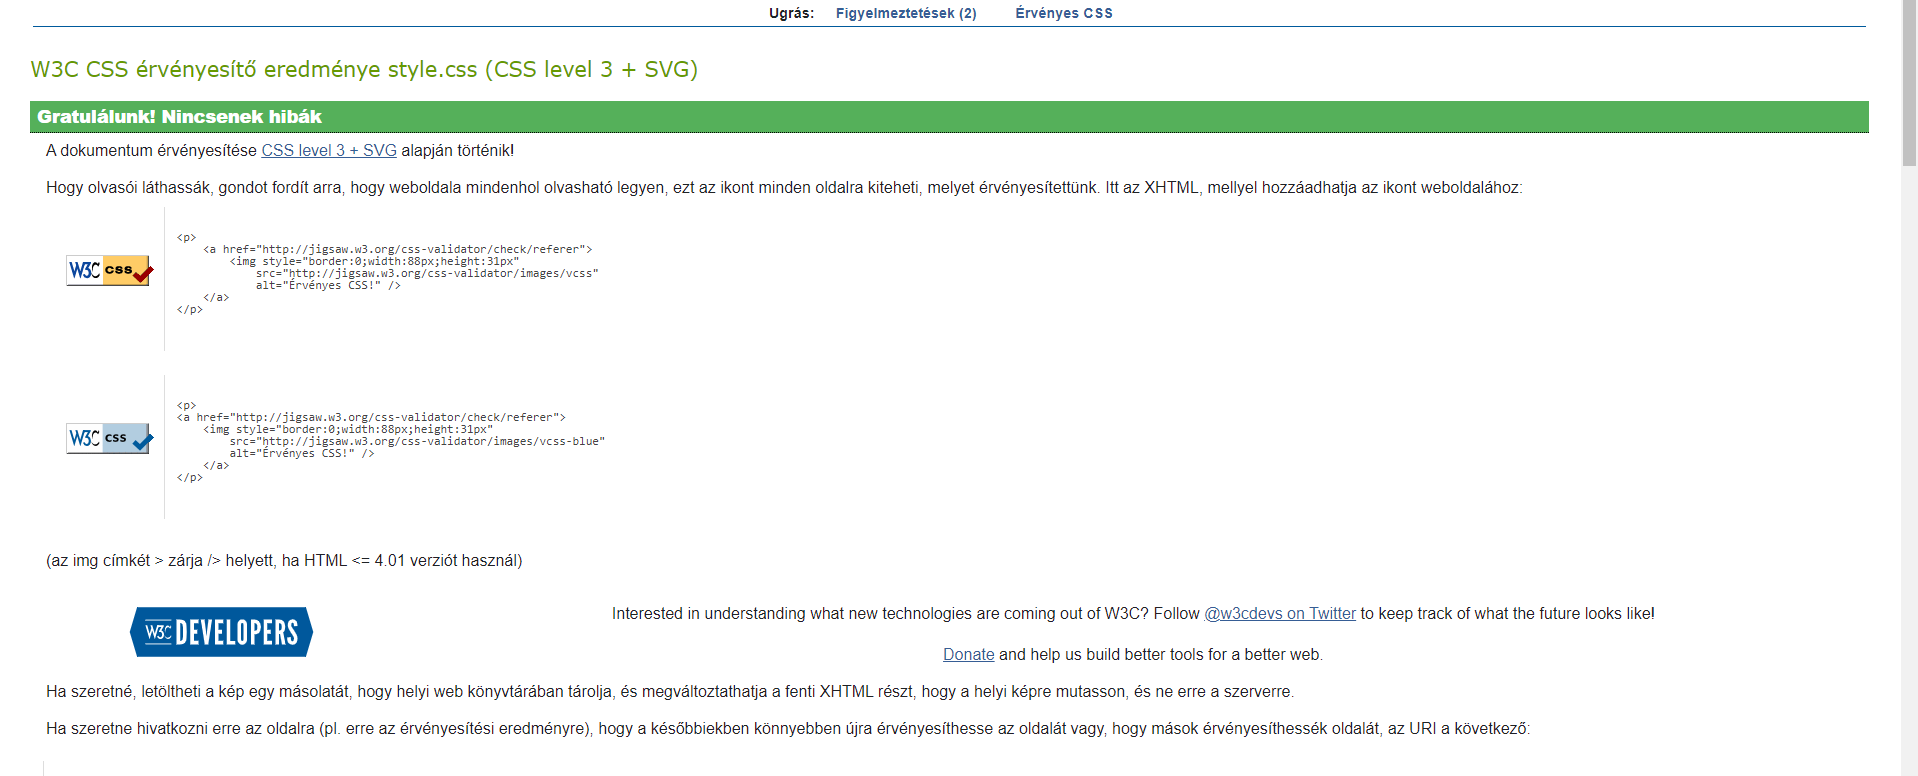 Ugrás: Figyelmeztetések (2) Érvényes CSS
W3C CSS érvényesítő eredménye style.css (CSS level 3 + SVG)
Gratulálunk! Nincsenek hibák
A dokumentum érvényesítése CSS level 3 + SVG alapján történik!
Hogy olvasói láthassák, gondot fordít arra, hogy weboldala mindenhol olvasható legyen, ezt az ikont minden oldalra kiteheti, melyet érvényesítettünk. Itt az XHTML, mellyel hozzáadhatja az ikont weboldalához:
W3C css
<p>
<a href="http://jigsaw.w3.org/css-validator/check/referer">
<img style="border:0;width:88px;height:31px"
src="http://jigsaw.w3.org/css-validator/images/vcss"
alt="Érvényes CSS!" />
</a>
</p>
W3C css
<p>
<a href="http://jigsaw.w3.org/css-validator/check/referer">
<img style="border:0;width:88px;height:31px"
src="http://jigsaw.w3.org/css-validator/images/vcss-blue"
alt="Érvényes CSS!" />
</a>
</p>
(az img címkét > zárja /> helyett, ha HTML <= 4.01 verziót használ)
W3C DEVELOPERS
Interested in understanding what new technologies are coming out of W3C? Follow @w3cdevs on Twitter to keep track of what the future looks like!
Donate and help us build better tools for a better web.
Ha szeretné, letöltheti a kép egy másolatát, hogy helyi web könyvtárában tárolja, és megváltoztathatja a fenti XHTML részt, hogy a helyi képre mutasson, és ne erre a szerverre.
Ha szeretne hivatkozni erre az oldalra (pl. erre az érvényesítési eredményre), hogy a későbbiekben könnyebben újra érvényesíthesse az oldalát vagy, hogy mások érvényesíthessék oldalát, az URI a következő: